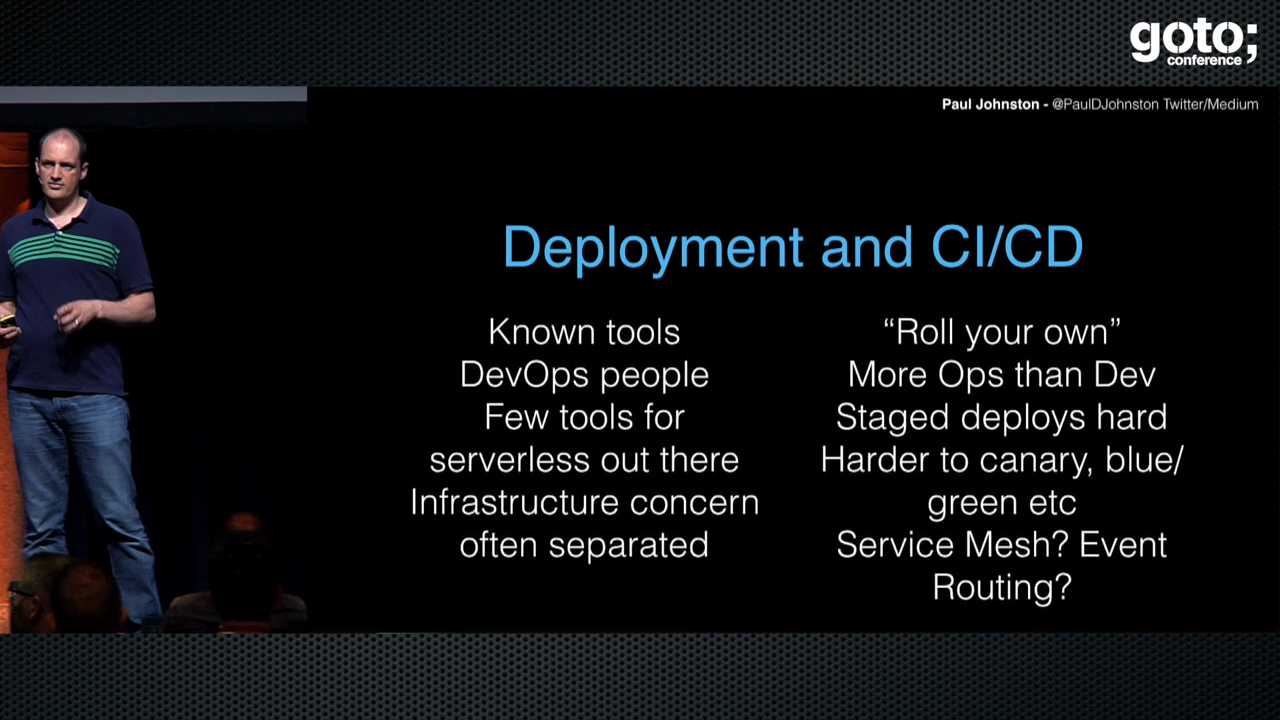 goto;
conference
Paul Johnston - @PaulDJohnston Twitter/Medium
Deployment and CI/CD
Known tools
DevOps people
Few tools for
serverless out there
Infrastructure concern
often separated
“Roll your own”
More Ops than Dev
Staged deploys hard
Harder to canary, blue/
green etc
Service Mesh? Event
Routing?